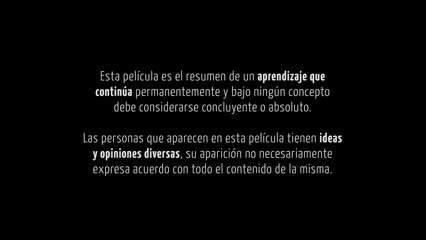 Esta película es el resumen de un aprendizaje que
continúa permanentemente y bajo ningún concepto
debe considerarse concluyente o absoluto.
Las personas que aparecen en esta película tienen ideas
y opiniones diversas, su aparición no necesariamente
expresa acuerdo con todo el contenido de la misma.